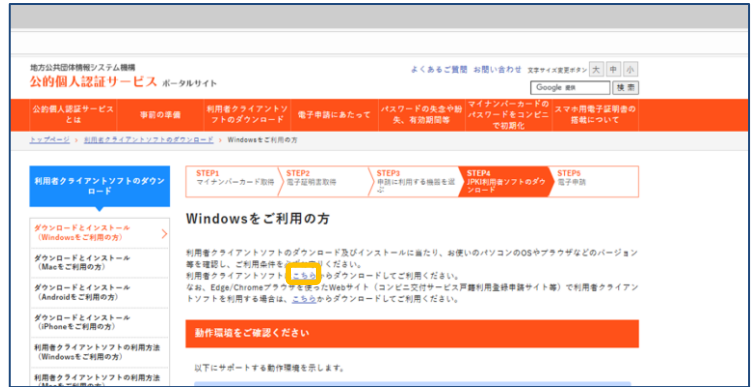 地方公共団体情報システム機構
公的個人認証サービス ポータルサイト
よくあるご質問 お問い合わせ 文字サイズ変更ボタン 大 中 小
Google 検索 検索
公的個人認証サービスとは
事前の準備
利用者クライアントソフトのダウンロード
電子申請にあたって
パスワードの失念や紛失、有効期間等
マイナンバーカードのパスワードをコンビニで初期化
スマホ用電子証明書の搭載について
トップページ › 利用者クライアントソフトのダウンロード › Windowsをご利用の方
利用者クライアントソフトのダウンロード
ダウンロードとインストール
(Windowsをご利用の方)
ダウンロードとインストール
(Macをご利用の方)
ダウンロードとインストール
(Androidをご利用の方)
ダウンロードとインストール
(iPhoneをご利用の方)
利用者クライアントソフトの利用方法
(Windowsをご利用の方)
利用者クライアントソフトの利用方法
STEP1
マイナンバーカード取得
STEP2
電子証明書取得
STEP3
申請に利用する機器を選ぶ
STEP4
JPKI利用者ソフトのダウンロード
STEP5
電子申請
Windowsをご利用の方
利用者クライアントソフトのダウンロード及びインストールに当たり、お使いのパソコンのOSやブラウザなどのバージョン
等を確認し、ご利用条件を ください。
利用者クライアントソフト こちらからダウンロードしてご利用ください。
なお、Edge/Chromeブラウザを使ったWebサイト(コンビニ交付サービス戸籍利用登録申請サイト等)で利用者クライアン
トソフトを利用する場合は、こちらからダウンロードしてご利用ください。
動作環境をご確認ください
以下にサポートする動作環境を示します。